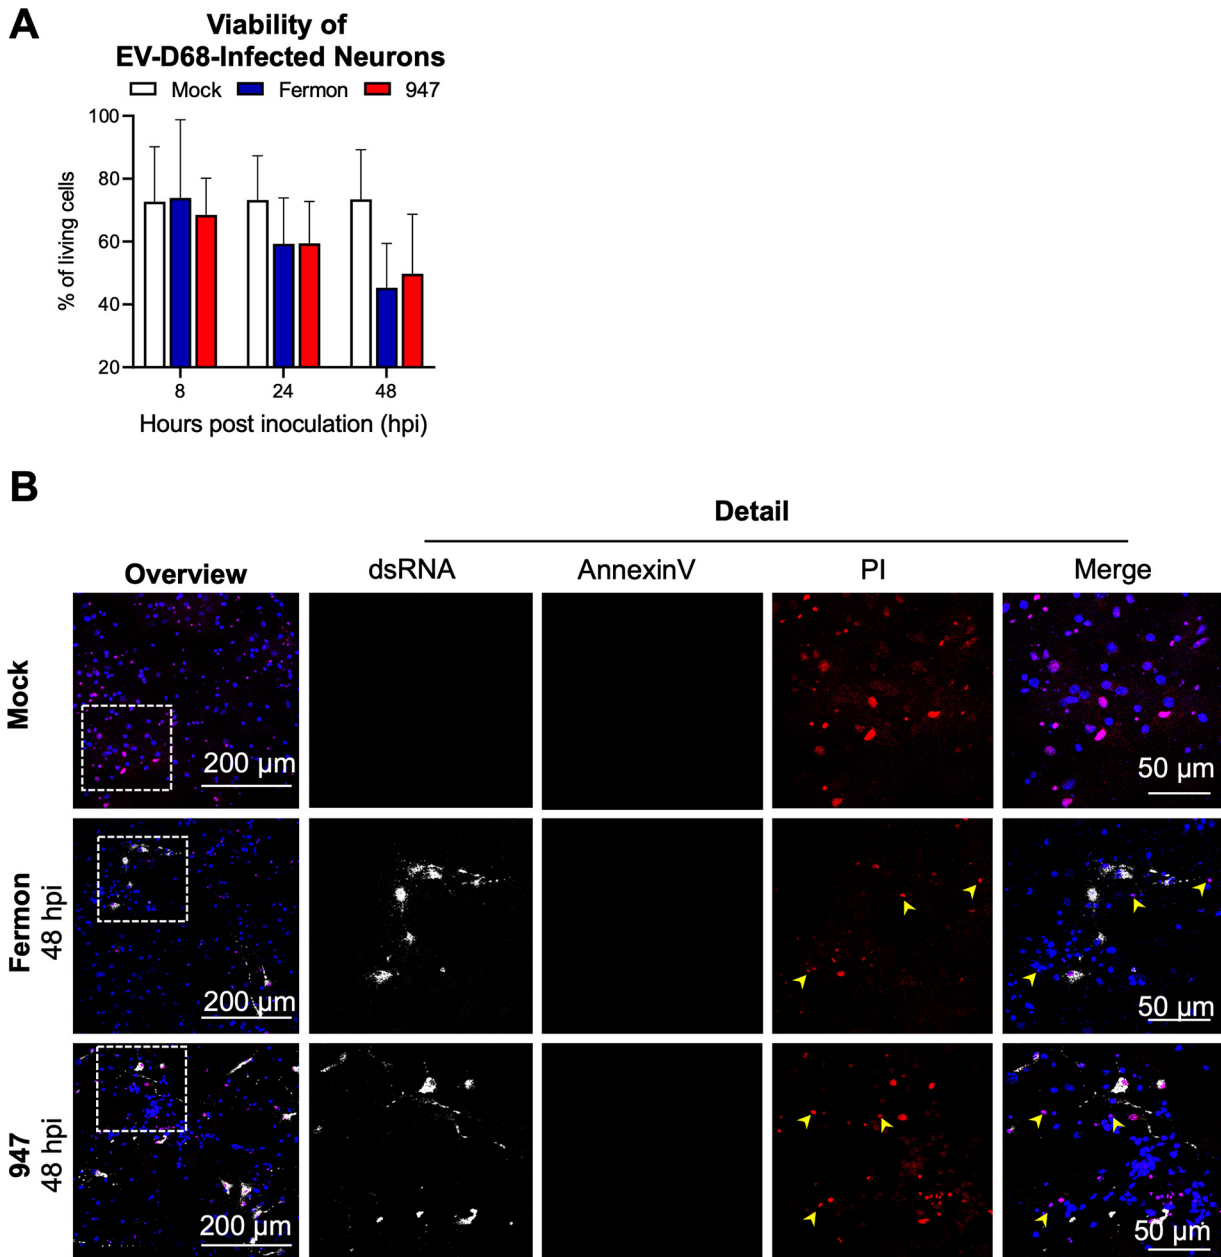 A
Viability of
EV-D68-Infected Neurons
Mock Fermon 947
% of living cells
100
80
60
40
20
8 24 48
Hours post inoculation (hpi)
B
Detail
Overview dsRNA AnnexinV PI Merge
Mock
200 µm
50 µm
Fermon
48 hpi
200 µm
50 µm
947
48 hpi
200 µm
50 µm